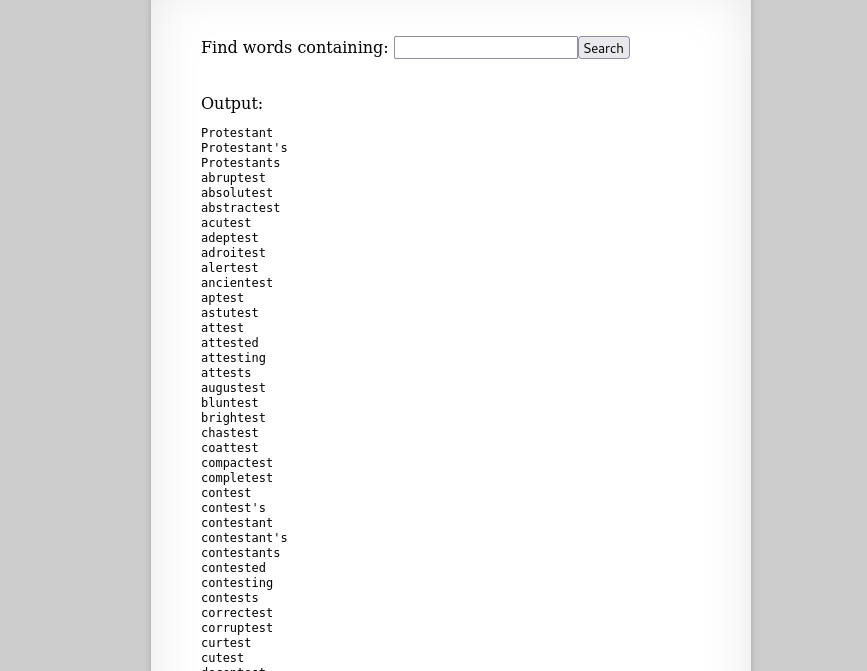 Find words containing: Search
Output:
Protestant
Protestant's
Protestants
abruptest
absolutest
abstractest
acutest
adeptest
adroitest
alertest
ancientest
aptest
astutest
attest
attested
attesting
attests
augustest
bluntest
brightest
chastest
coattest
compactest
completest
contest
contest's
contestant
contestant's
contestants
contested
contesting
contests
correctest
corruptest
curtest
cutest